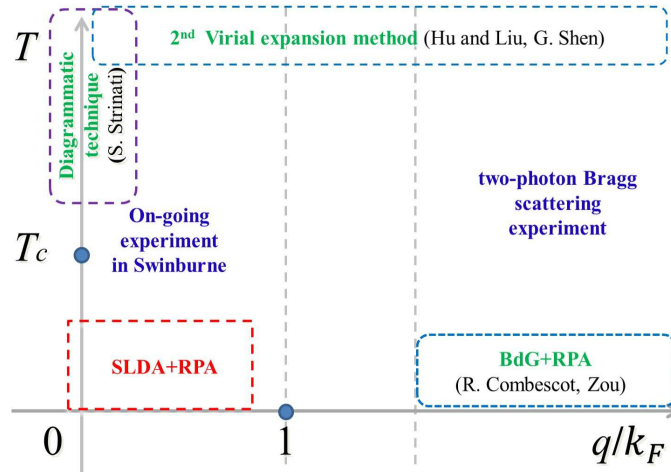 T
2nd Virial expansion method (Hu and Liu, G. Shen)
Diagrammatic
technique
(S. Strinati)
two-photon Bragg
scattering
experiment
On-going
experiment
in Swinburne
Tc
SLDA+RPA
BdG+RPA
(R. Combescot, Zou)
0
1
q/kF